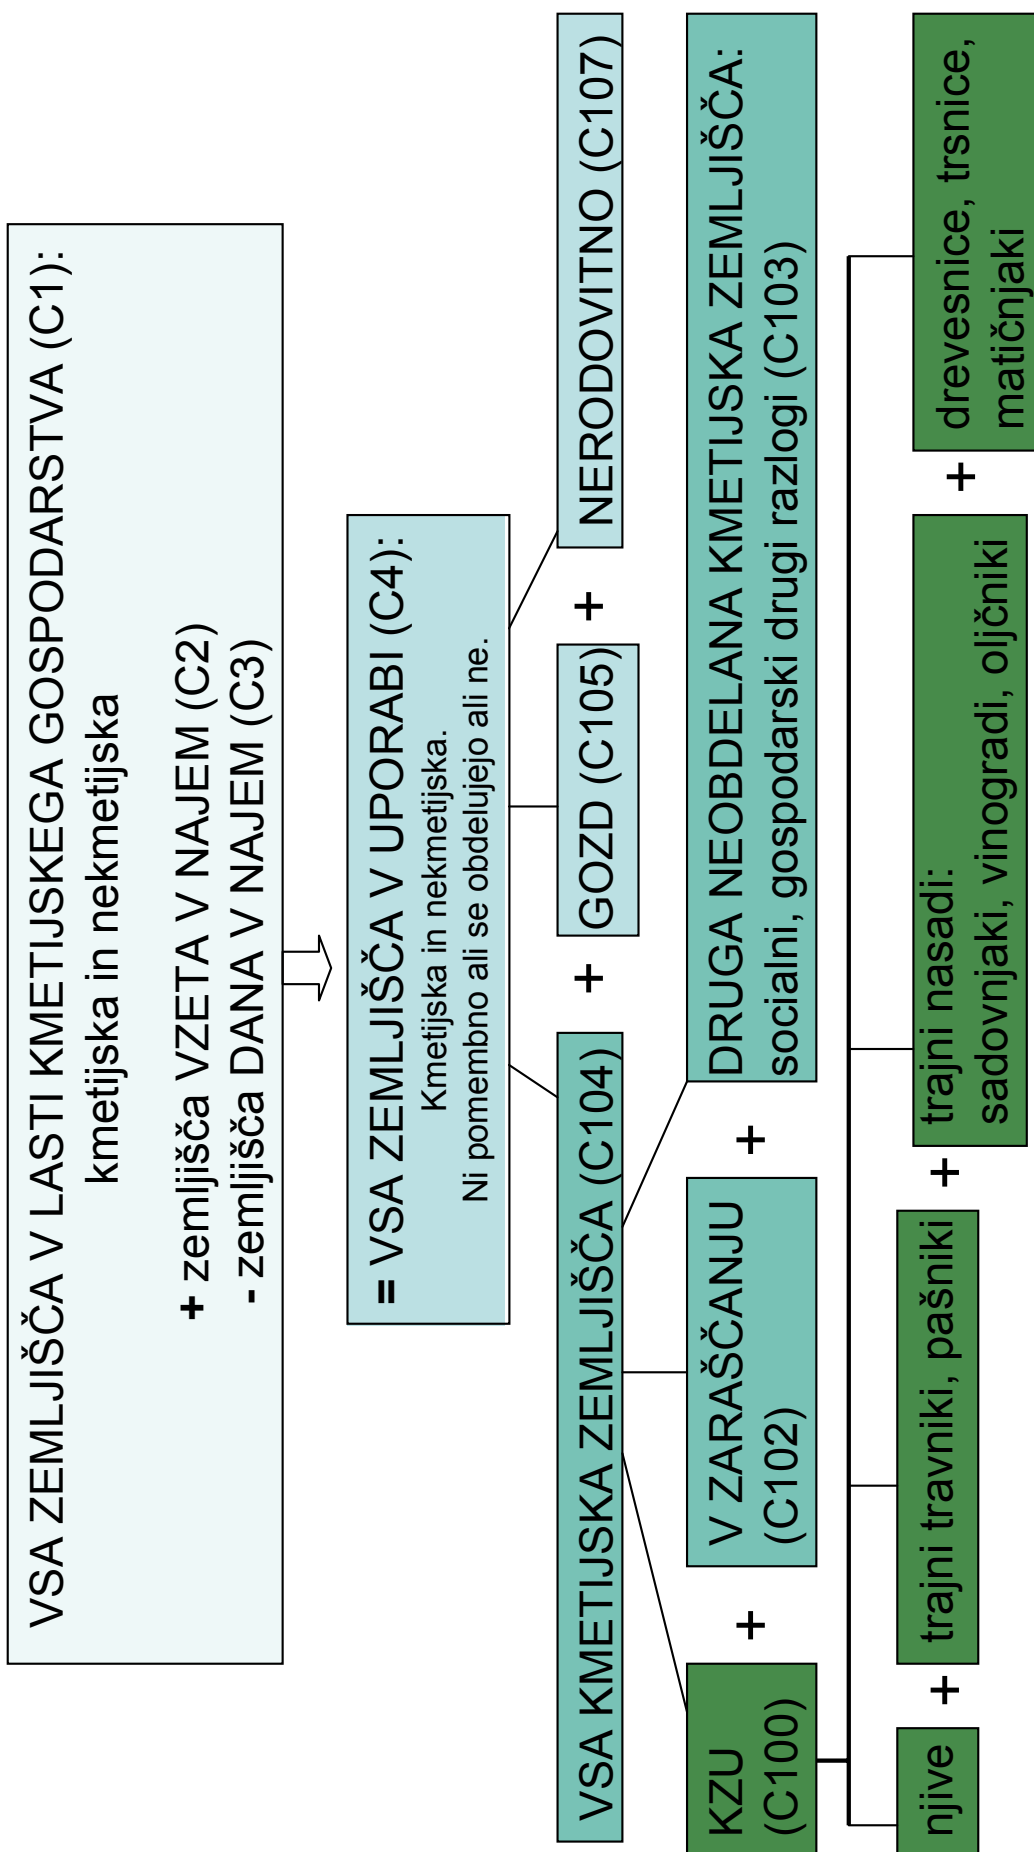 VSA ZEMLJIŠČA V LASTI KMETIJSKEGA GOSPODARSTVA (C1):
kmetijska in nekmetijska
+ zemljišča VZETA V NAJEM (C2)
- zemljišča DANA V NAJEM (C3)
= VSA ZEMLJIŠČA V UPORABI (C4):
Kmetijska in nekmetijska.
Ni pomembno ali se obdelujejo ali ne.
VSA KMETIJSKA ZEMLJIŠČA (C104)
+
GOZD (C105)
+
NERODOVITNO (C107)
KZU
(C100)
+
V ZARAŠČANJU
(C102)
+
DRUGA NEOBDELANA KMETIJSKA ZEMLJIŠČA:
socialni, gospodarski drugi razlogi (C103)
njive
+
trajni travniki, pašniki
+
trajni nasadi:
sadovnjaki, vinogradi, oljčniki
+
drevesnice, trsnice,
matičnjaki